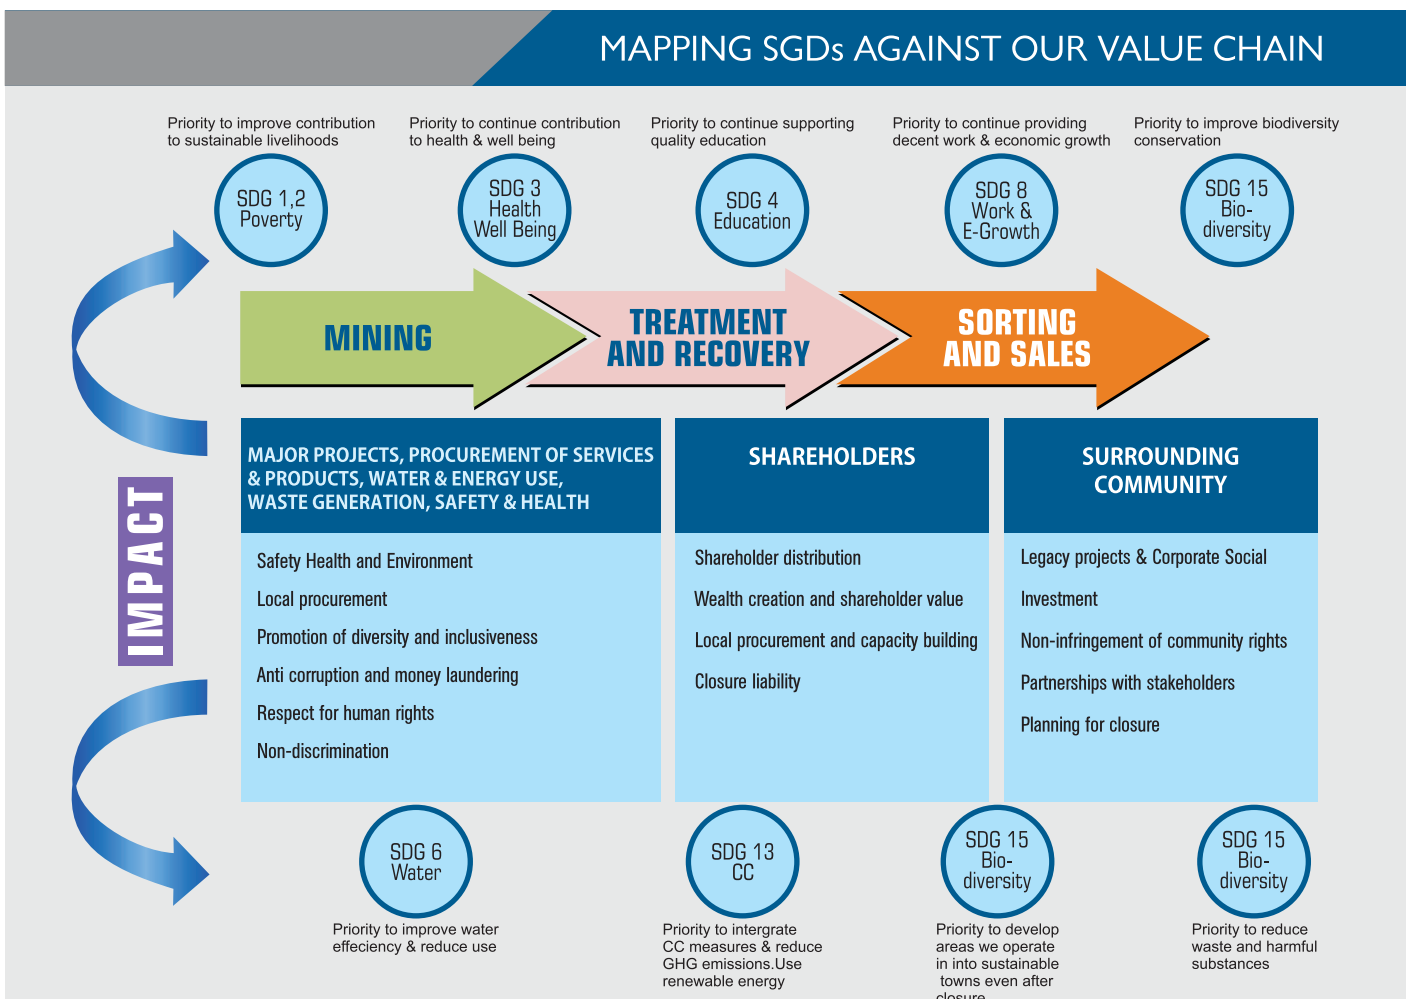 MAPPING SGDs AGAINST OUR VALUE CHAIN
Priority to improve contribution
to sustainable livelihoods
Priority to continue contribution
to health & well being
Priority to continue supporting
quality education
Priority to continue providing
decent work & economic growth
Priority to improve biodiversity
conservation
SDG 1,2
Poverty
SDG 3
Health
Well Being
SDG 4
Education
SDG 8
Work &
E-Growth
SDG 15
Bio-
diversity
MINING
TREATMENT
AND RECOVERY
SORTING
AND SALES
IMPACT
MAJOR PROJECTS, PROCUREMENT OF SERVICES
& PRODUCTS, WATER & ENERGY USE,
WASTE GENERATION, SAFETY & HEALTH
Safety Health and Environment
Local procurement
Promotion of diversity and inclusiveness
Anti corruption and money laundering
Respect for human rights
Non-discrimination
SHAREHOLDERS
Shareholder distribution
Wealth creation and shareholder value
Local procurement and capacity building
Closure liability
SURROUNDING
COMMUNITY
Legacy projects & Corporate Social
Investment
Non-infringement of community rights
Partnerships with stakeholders
Planning for closure
SDG 6
Water
Priority to improve water
effeciency & reduce use
SDG 13
CC
Priority to intergrate
CC measures & reduce
GHG emissions.Use
renewable energy
SDG 15
Bio-
diversity
Priority to develop
areas we operate
in into sustainable
towns even after
closure
SDG 15
Bio-
diversity
Priority to reduce
waste and harmful
substances